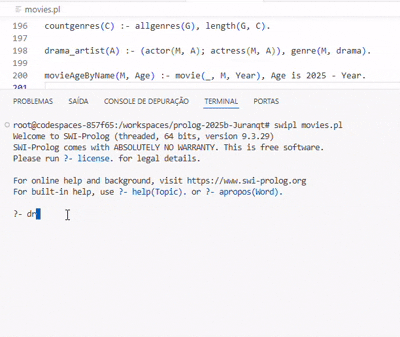 movies.pl
196 countgenres(C) :- allgenres(G), length(G, C).
197
198 drama_artist(A) :- (actor(M, A); actress(M, A)), genre(M, drama).
199
200 movieAgeByName(M, Age) :- movie(_, M, Year), Age is 2025 - Year.
201
PROBLEMAS SAÍDA CONSOLE DE DEPURAÇÃO TERMINAL PORTAS
root@codespaces-857f65:/workspaces/prolog-2025b-Juranqt# swipl movies.pl
Welcome to SWI-Prolog (threaded, 64 bits, version 9.3.29)
SWI-Prolog comes with ABSOLUTELY NO WARRANTY. This is free software.
Please run ?- license. for legal details.
For online help and background, visit https://www.swi-prolog.org
For built-in help, use ?- help(Topic). or ?- apropos(Word).
?- dr